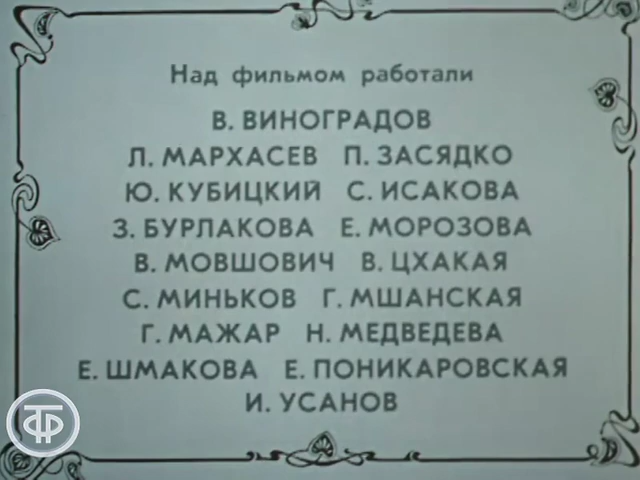 Над фильмом работали
В. ВИНОГРАДОВ
Л. МАРХАСЕВ П. ЗАСЯДКО
Ю. КУБИЦКИЙ С. ИСАКОВА
З. БУРЛАКОВА Е. МОРОЗОВА
В. МОВШОВИЧ В. ЦХАКАЯ
С. МИНЬКОВ Г. МШАНСКАЯ
Г. МАЖАР Н. МЕДВЕДЕВА
Е. ШМАКОВА Е. ПОНИКАРОВСКАЯ
И. УСАНОВ